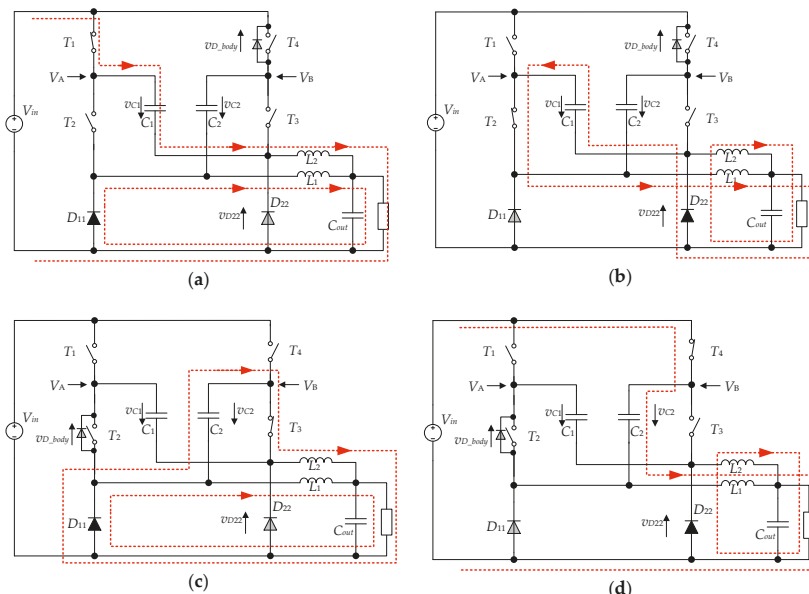 T1
vD_body
T4
VA
VB
Vin
vC1
vC2
T2
C1
C2
T3
L2
L1
D11
D22
vD22
Cout
(a)
T1
vD_body
T4
VA
VB
Vin
vC1
vC2
T2
C1
C2
T3
L2
L1
D22
D11
vD22
Cout
(b)
T1
T4
VA
VB
Vin
vC1
vC2
T2
C1
C2
T3
vD_body
L2
L1
D11
D22
vD22
Cout
(c)
T1
T4
VA
VB
Vin
vC1
vC2
T2
C1
C2
T3
vD_body
L2
L1
D22
D11
vD22
Cout
(d)